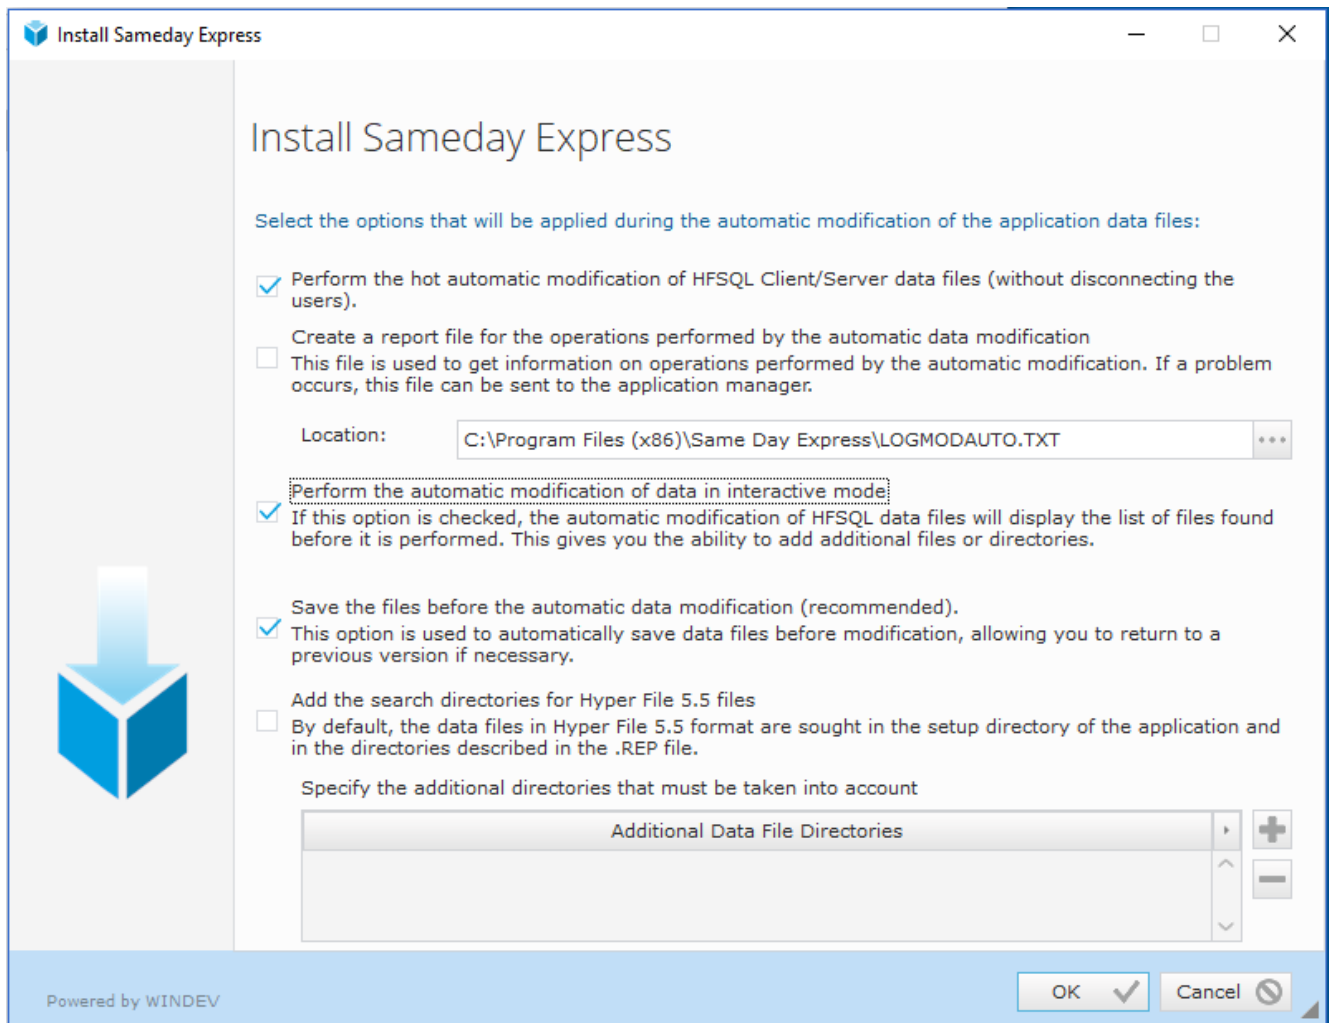 Install Sameday Express
Install Sameday Express
Select the options that will be applied during the automatic modification of the application data files:
Perform the hot automatic modification of HFSQL Client/Server data files (without disconnecting the
users).
Create a report file for the operations performed by the automatic data modification
This file is used to get information on operations performed by the automatic modification. If a problem
occurs, this file can be sent to the application manager.
Location:
C:\Program Files (x86)\Same Day Express\LOGMODAUTO.TXT
Perform the automatic modification of data in interactive mode
If this option is checked, the automatic modification of HFSQL data files will display the list of files found
before it is performed. This gives you the ability to add additional files or directories.
Save the files before the automatic data modification (recommended).
This option is used to automatically save data files before modification, allowing you to return to a
previous version if necessary.
Add the search directories for Hyper File 5.5 files
By default, the data files in Hyper File 5.5 format are sought in the setup directory of the application and
in the directories described in the .REP file.
Specify the additional directories that must be taken into account
Additional Data File Directories
Powered by WINDEV
OK
Cancel